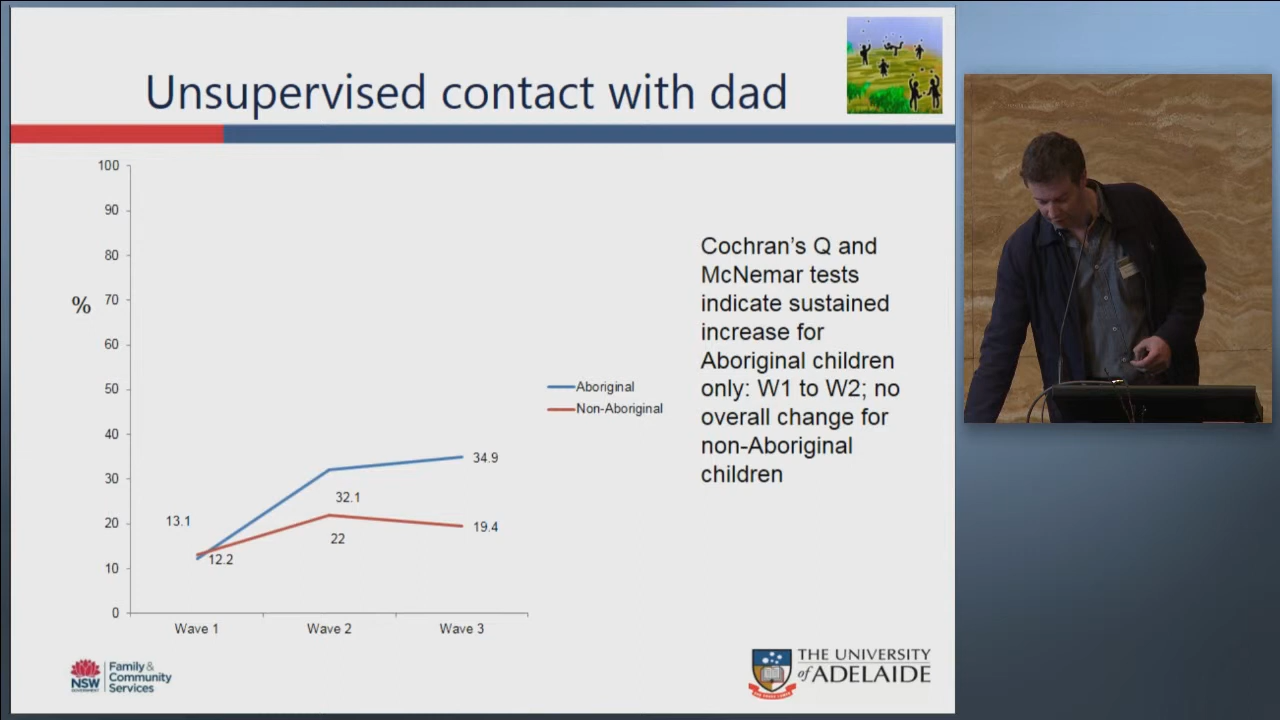 Unsupervised contact with dad
100
90
80
%
70
60
50
40
30
20
10
0
13.1
12.2
32.1
22
34.9
19.4
Wave 1
Wave 2
Wave 3
Aboriginal
Non-Aboriginal
Cochran's Q and
McNemar tests
indicate sustained
increase for
Aboriginal children
only: W1 to W2; no
overall change for
non-Aboriginal
children
NSW
GOVERNMENT
Family &
Community
Services
THE UNIVERSITY
of ADELAIDE